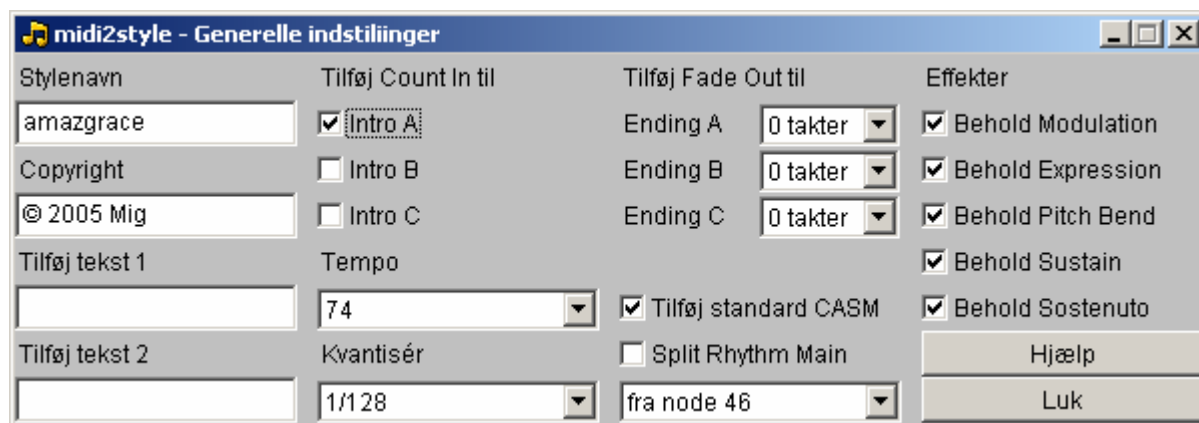 midi2style - Generelle indstiliinger
Stylenavn
amazgrace
Copyright
© 2005 Mig
Tilføj tekst 1
Tilføj tekst 2
Tilføj Count In til
Intro A
Intro B
Intro C
Tempo
74
Kvantisér
1/128
Tilføj Fade Out til
Ending A 0 takter
Ending B 0 takter
Ending C 0 takter
Tilføj standard CASM
Split Rhythm Main
fra node 46
Effekter
Behold Modulation
Behold Expression
Behold Pitch Bend
Behold Sustain
Behold Sostenuto
Hjælp
Luk